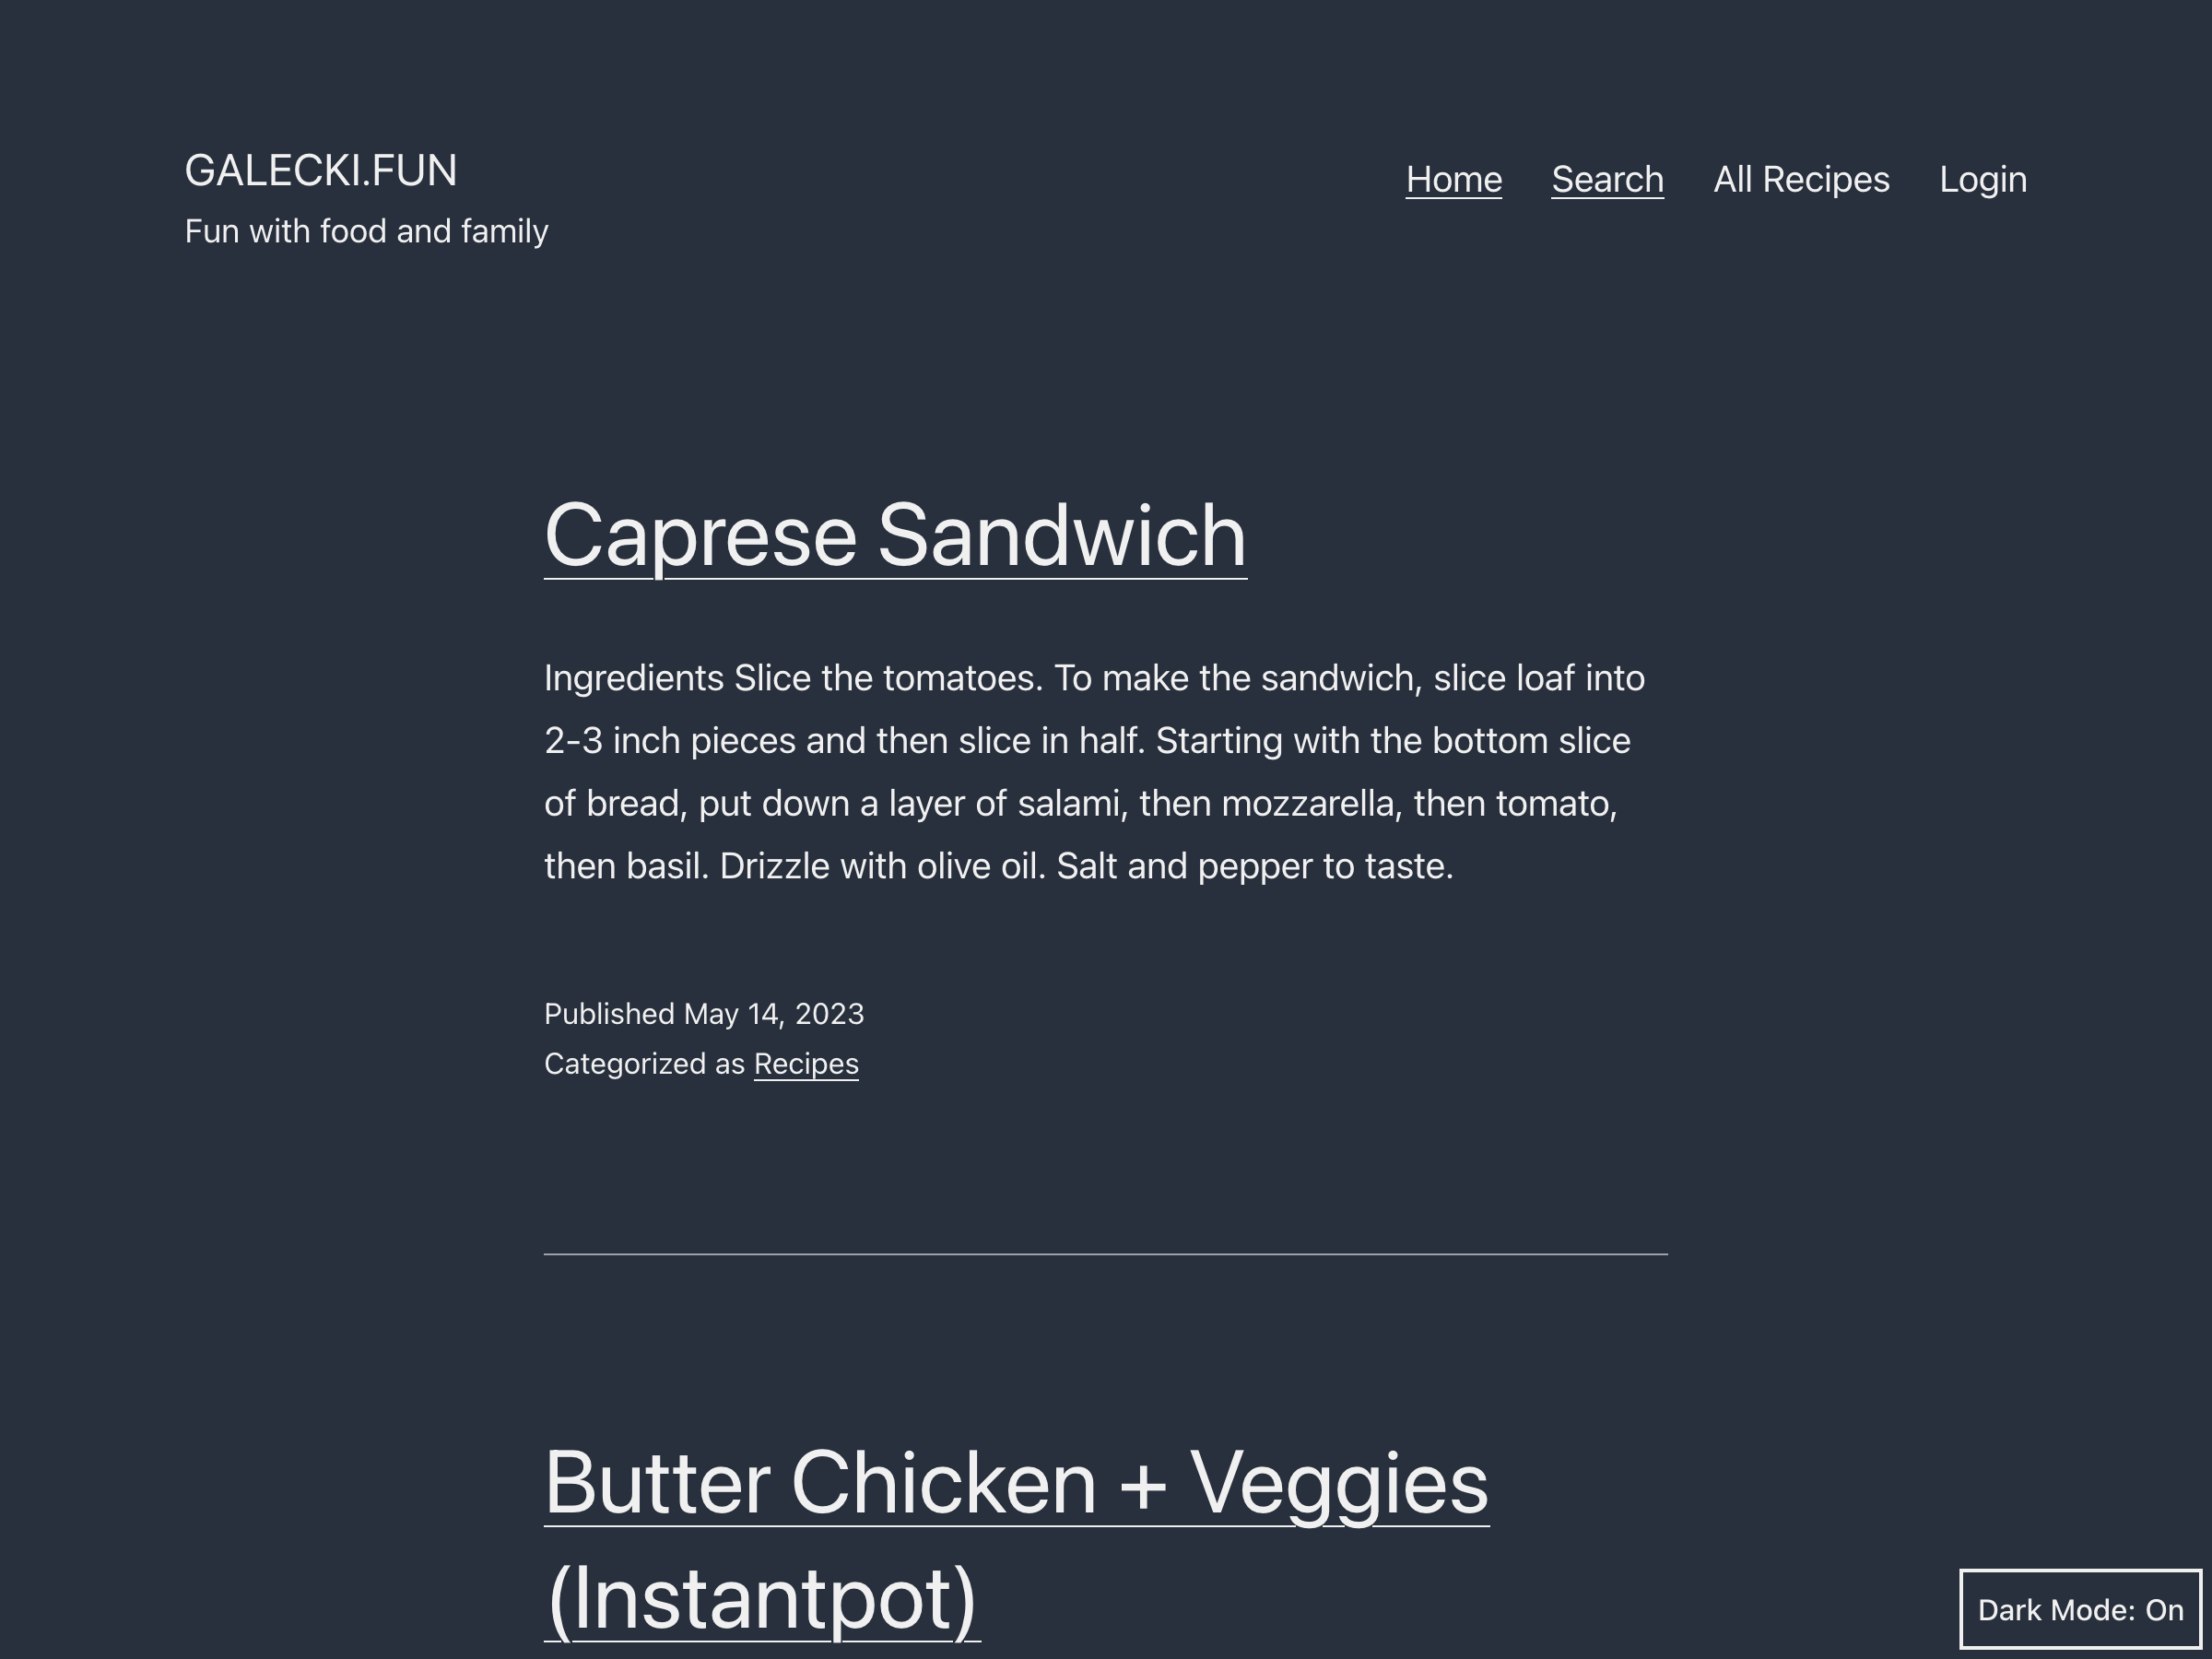 GALECKI.FUN
Fun with food and family
Home Search All Recipes Login
Caprese Sandwich
Ingredients Slice the tomatoes. To make the sandwich, slice loaf into
2-3 inch pieces and then slice in half. Starting with the bottom slice
of bread, put down a layer of salami, then mozzarella, then tomato,
then basil. Drizzle with olive oil. Salt and pepper to taste.
Published May 14, 2023
Categorized as Recipes
Butter Chicken + Veggies
(Instantpot)
Dark Mode: On